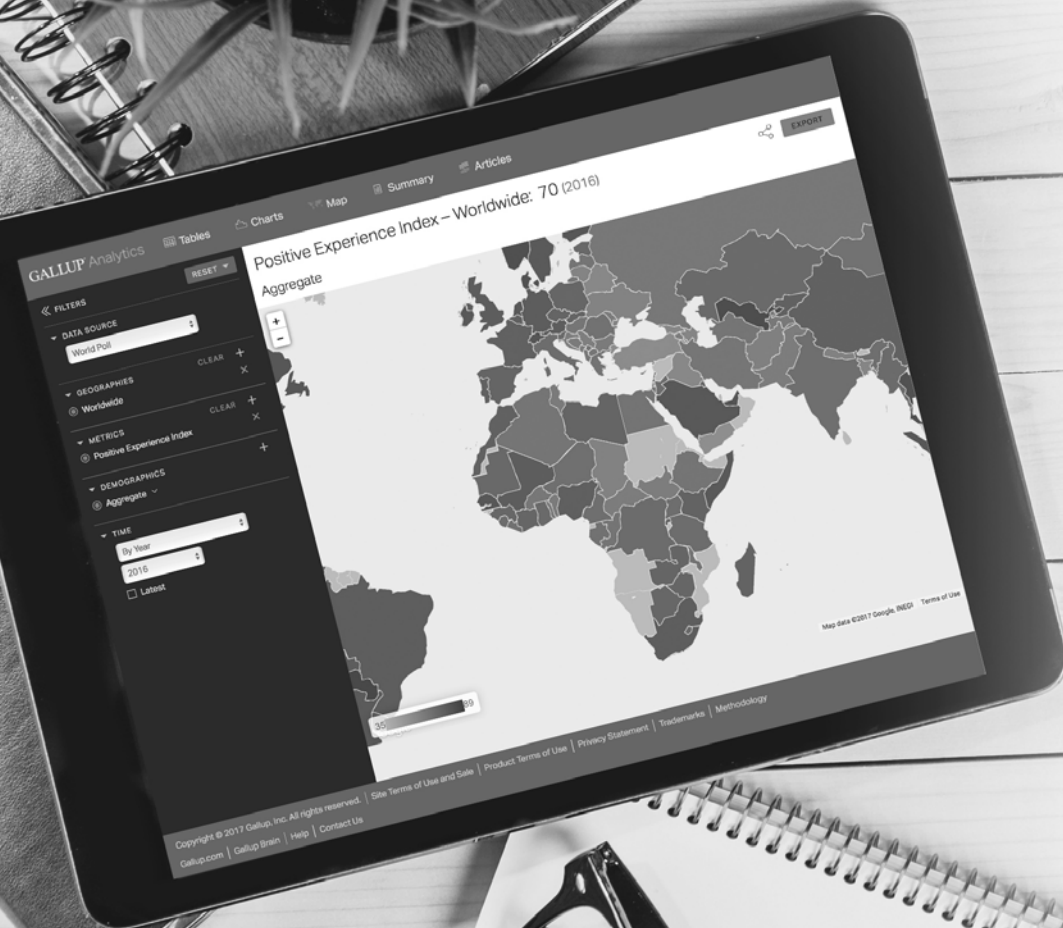 GALLUP Analytics
Tables
Charts
Map
Summary
Articles
EXPORT
FILTERS
RESET
DATA SOURCE
World Poll
CLEAR
GEOGRAPHIES
Worldwide
CLEAR
METRICS
Positive Experience Index
DEMOGRAPHICS
Aggregate
TIME
By Year
2016
Latest
Positive Experience Index – Worldwide: 70 (2016)
Aggregate
+
−
35 89
Map data ©2017 Google, INEGI Terms of Use
Copyright © 2017 Gallup, Inc. All rights reserved. | Site Terms of Use and Sale | Product Terms of Use | Privacy Statement | Trademarks | Methodology
Gallup.com | Gallup Brain | Help | Contact Us